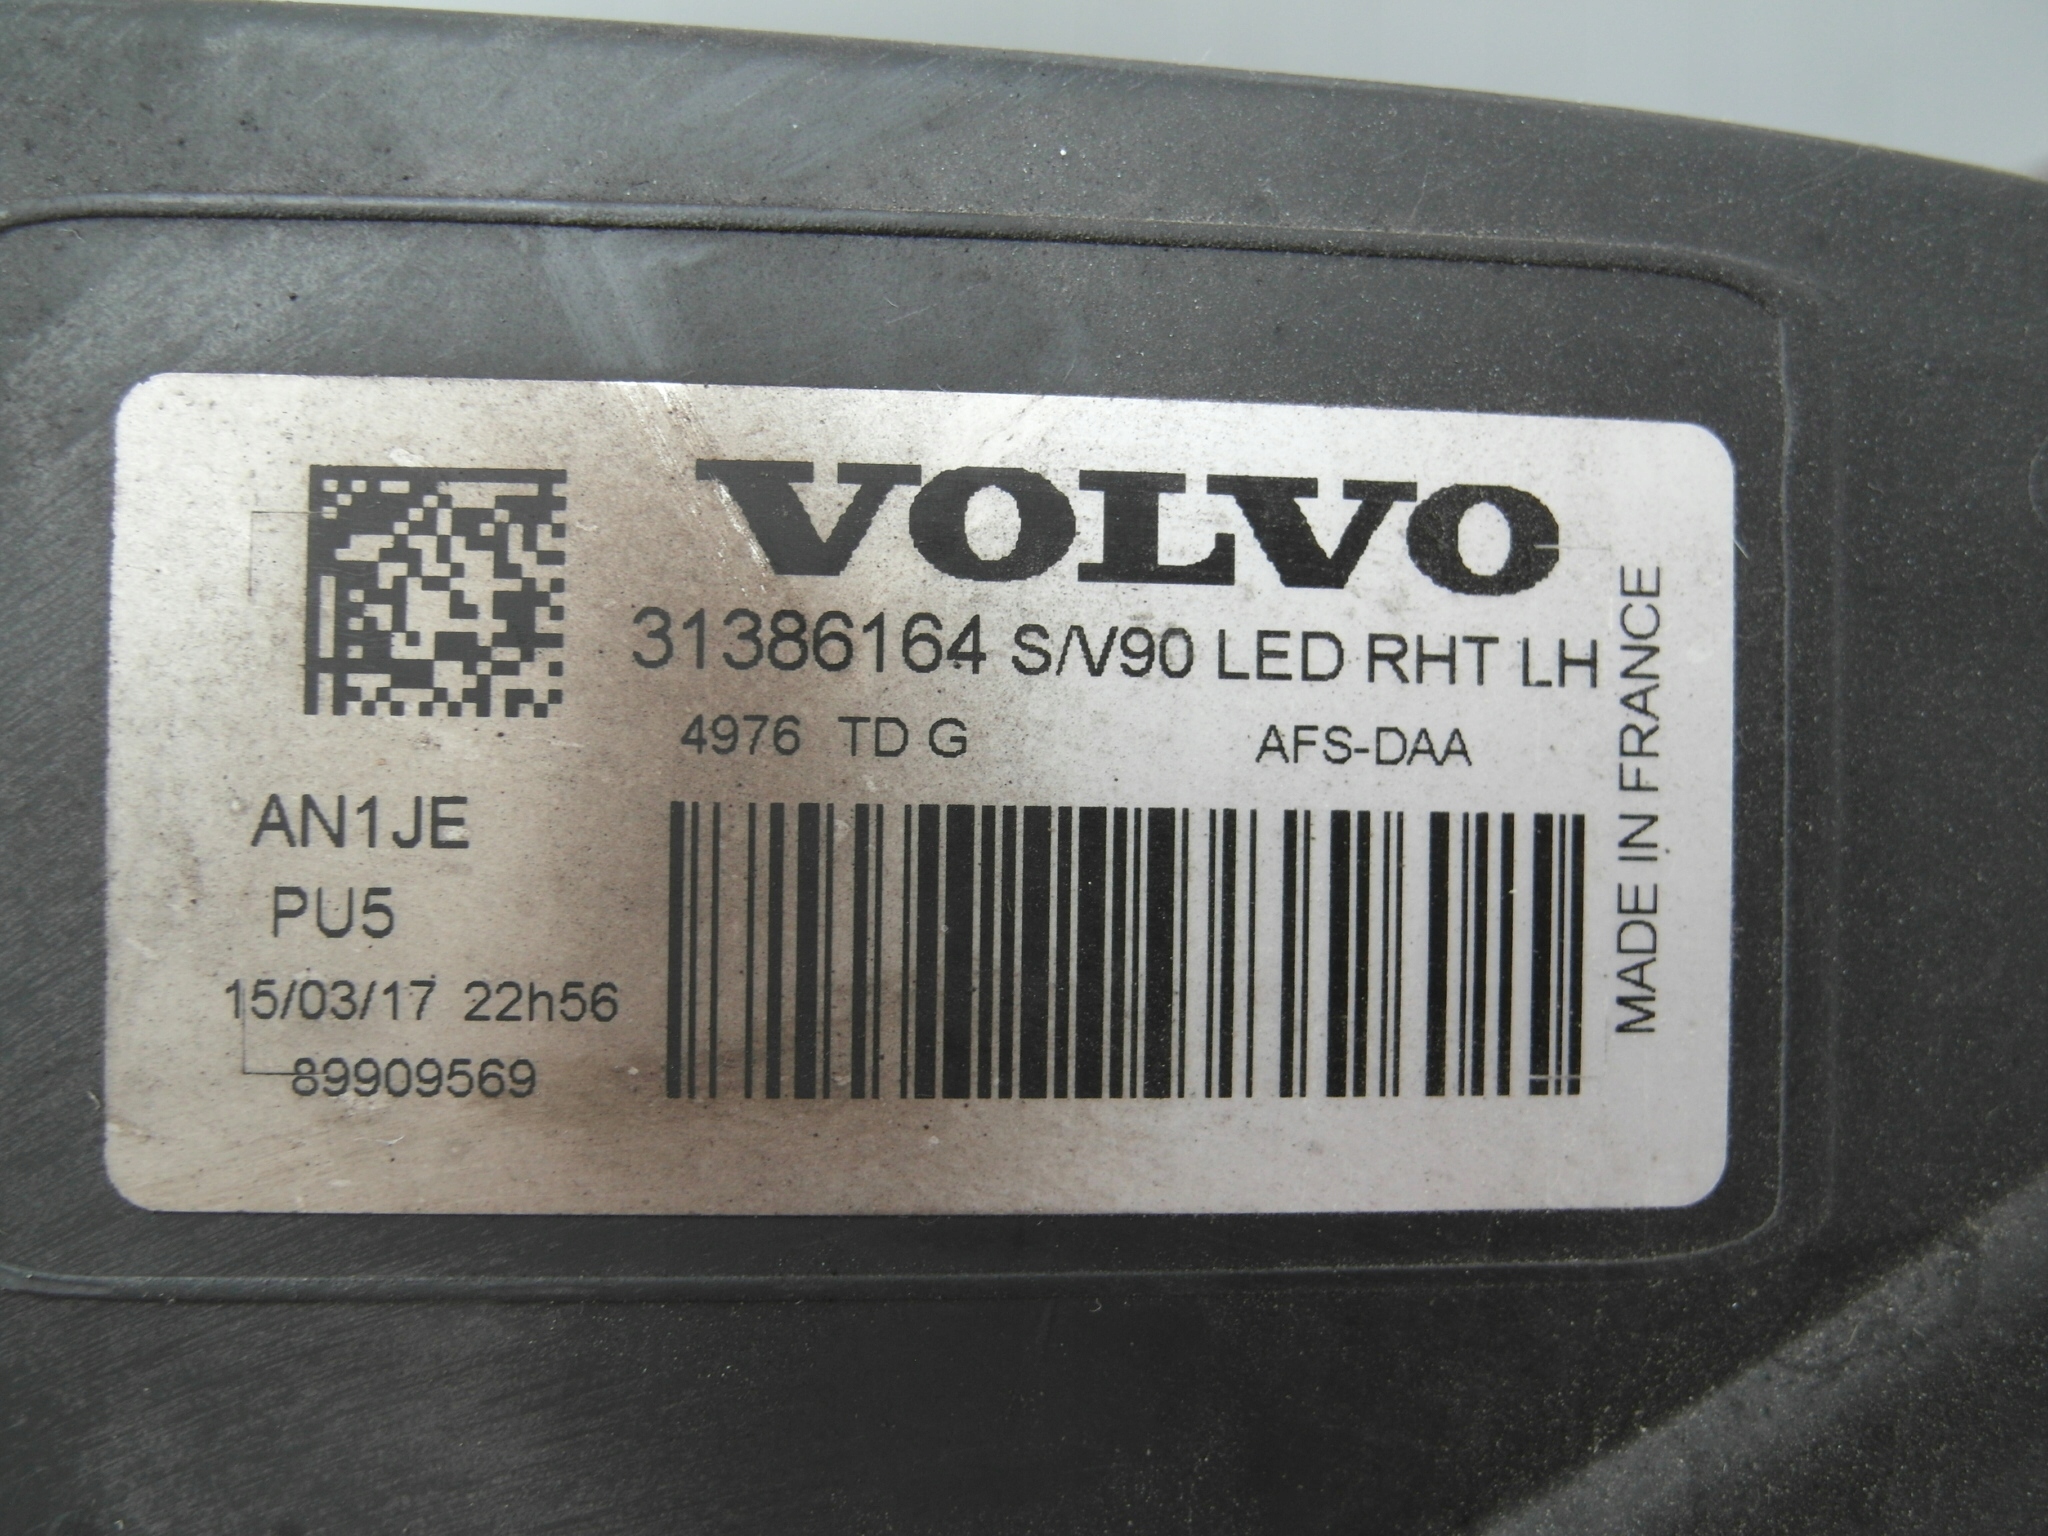 VOLVO
31386164 S/V90 LED RHT LH
4976 TD G AFS-DAA
AN1JE
PU5
15/03/17 22h56
89909569
MADE IN FRANCE